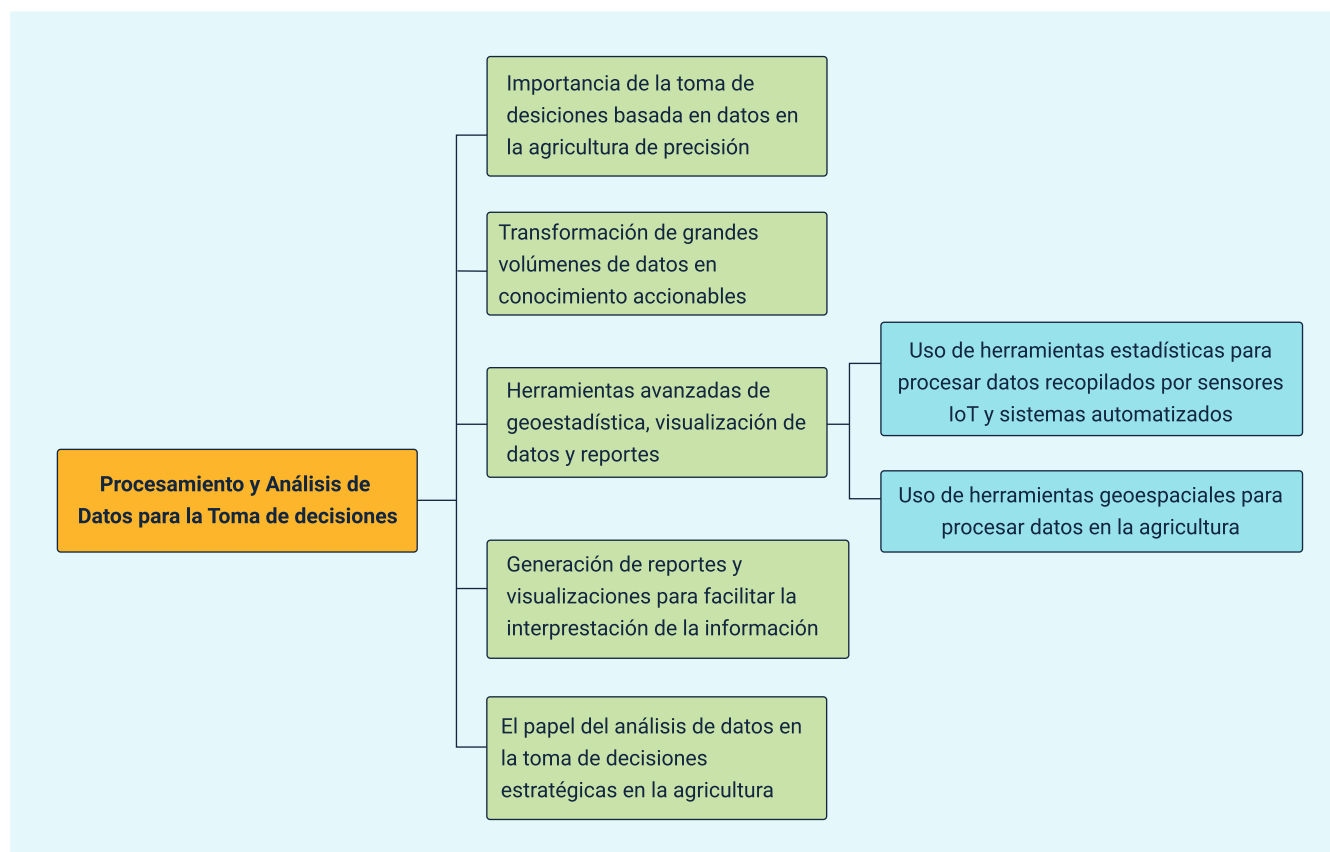 Procesamiento y Análisis de
Datos para la Toma de decisiones
Importancia de la toma de
desiciones basada en datos en
la agricultura de precisión
Transformación de grandes
volúmenes de datos en
conocimiento accionables
Herramientas avanzadas de
geoestadística, visualización de
datos y reportes
Uso de herramientas estadísticas para
procesar datos recopilados por sensores
IoT y sistemas automatizados
Uso de herramientas geoespaciales para
procesar datos en la agricultura
Generación de reportes y
visualizaciones para facilitar la
interprestación de la información
El papel del análisis de datos en
la toma de decisiones
estratégicas en la agricultura